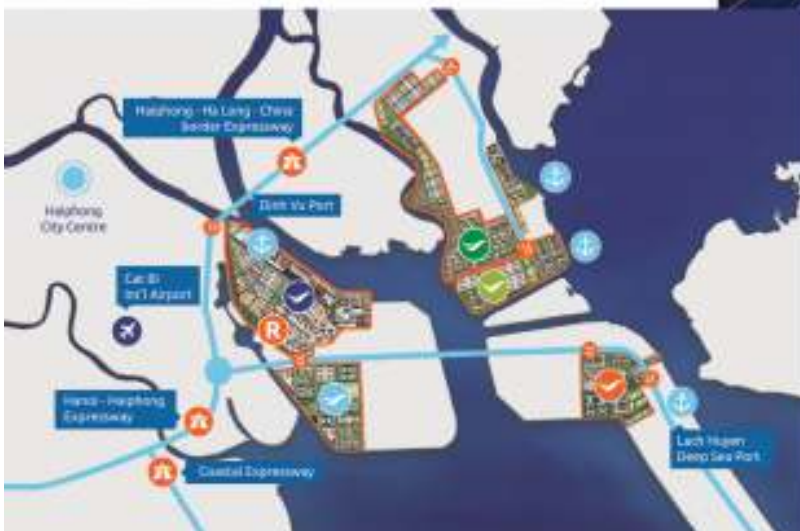 Haiphong - Ha Long - China
Border Expressway
Dinh Vu Port
Haiphong
City Centre
Cat Bi
Int'l Airport
R
Hanoi - Haiphong
Expressway
Coastal Expressway
Lach Huyen
Deep Sea Port